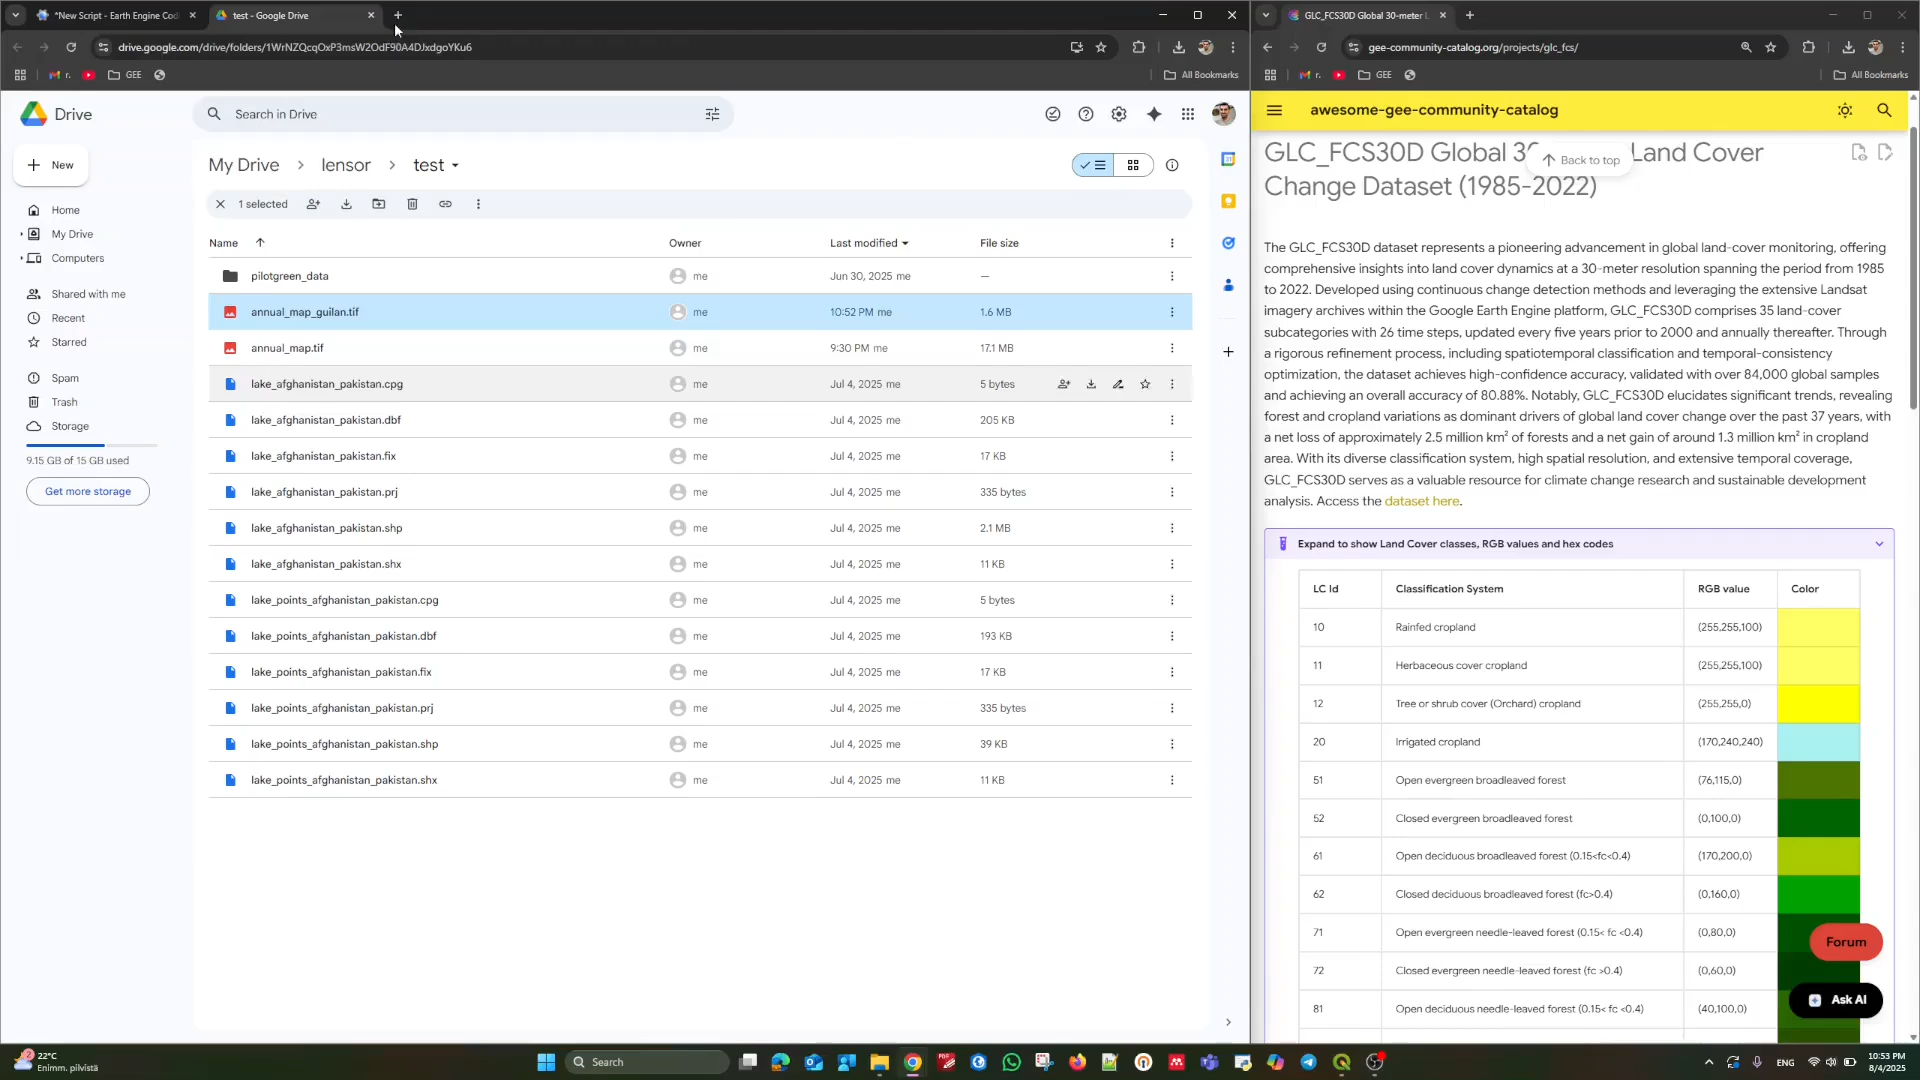 *New Script - Earth Engine Cod
test - Google Drive
GLC_FCS30D Global 30-meter L
drive.google.com/drive/folders/1WrNZQcqOxP3msW2OdF90A4DJxdgoYKu6
gee-community-catalog.org/projects/glc_fcs/
r.
GEE
All Bookmarks
r.
GEE
All Bookmarks
Drive
Search in Drive
New
Home
My Drive
Computers
Shared with me
Recent
Starred
Spam
Trash
Storage
9.15 GB of 15 GB used
Get more storage
My Drive > lensor > test
1 selected
Name Owner Last modified File size
pilotgreen_data me Jun 30, 2025 me —
annual_map_guilan.tif me 10:52 PM me 1.6 MB
annual_map.tif me 9:30 PM me 17.1 MB
lake_afghanistan_pakistan.cpg me Jul 4, 2025 me 5 bytes
lake_afghanistan_pakistan.dbf me Jul 4, 2025 me 205 KB
lake_afghanistan_pakistan.fix me Jul 4, 2025 me 17 KB
lake_afghanistan_pakistan.prj me Jul 4, 2025 me 335 bytes
lake_afghanistan_pakistan.shp me Jul 4, 2025 me 2.1 MB
lake_afghanistan_pakistan.shx me Jul 4, 2025 me 11 KB
lake_points_afghanistan_pakistan.cpg me Jul 4, 2025 me 5 bytes
lake_points_afghanistan_pakistan.dbf me Jul 4, 2025 me 193 KB
lake_points_afghanistan_pakistan.fix me Jul 4, 2025 me 17 KB
lake_points_afghanistan_pakistan.prj me Jul 4, 2025 me 335 bytes
lake_points_afghanistan_pakistan.shp me Jul 4, 2025 me 39 KB
lake_points_afghanistan_pakistan.shx me Jul 4, 2025 me 11 KB
awesome-gee-community-catalog
GLC_FCS30D Global 30 Land Cover
Back to top
Change Dataset (1985-2022)
The GLC_FCS30D dataset represents a pioneering advancement in global land-cover monitoring, offering
comprehensive insights into land cover dynamics at a 30-meter resolution spanning the period from 1985
to 2022. Developed using continuous change detection methods and leveraging the extensive Landsat
imagery archives within the Google Earth Engine platform, GLC_FCS30D comprises 35 land-cover
subcategories with 26 time steps, updated every five years prior to 2000 and annually thereafter. Through
a rigorous refinement process, including spatiotemporal classification and temporal-consistency
optimization, the dataset achieves high-confidence accuracy, validated with over 84,000 global samples
and achieving an overall accuracy of 80.88%. Notably, GLC_FCS30D elucidates significant trends, revealing
forest and cropland variations as dominant drivers of global land cover change over the past 37 years, with
a net loss of approximately 2.5 million km² of forests and a net gain of around 1.3 million km² in cropland
area. With its diverse classification system, high spatial resolution, and extensive temporal coverage,
GLC_FCS30D serves as a valuable resource for climate change research and sustainable development
analysis. Access the dataset here.
Expand to show Land Cover classes, RGB values and hex codes
LC Id Classification System RGB value Color
10 Rainfed cropland (255,255,100)
11 Herbaceous cover cropland (255,255,100)
12 Tree or shrub cover (Orchard) cropland (255,255,0)
20 Irrigated cropland (170,240,240)
51 Open evergreen broadleaved forest (76,115,0)
52 Closed evergreen broadleaved forest (0,100,0)
61 Open deciduous broadleaved forest (0.15<fc<0.4) (170,200,0)
62 Closed deciduous broadleaved forest (fc>0.4) (0,160,0)
71 Open evergreen needle-leaved forest (0.15< fc <0.4) (0,80,0)
72 Closed evergreen needle-leaved forest (fc >0.4) (0,60,0)
81 Open deciduous needle-leaved forest (0.15< fc <0.4) (40,100,0)
Forum
Ask AI
22°C
Enimm. pilvistä
Search
ENG
10:53 PM
8/4/2025